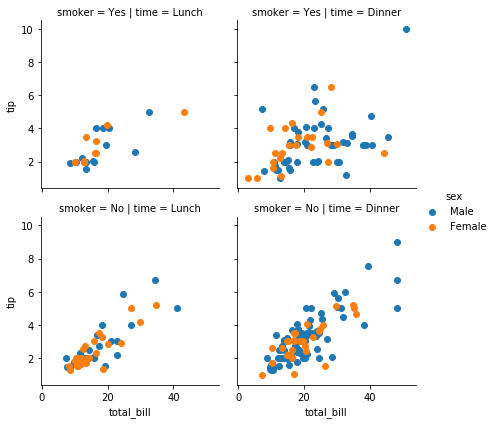 smoker = Yes | time = Lunch
smoker = Yes | time = Dinner
10
8
6
4
2
tip
sex
Male
Female
smoker = No | time = Lunch
smoker = No | time = Dinner
10
8
6
4
2
tip
0 20 40
0 20 40
total_bill
total_bill